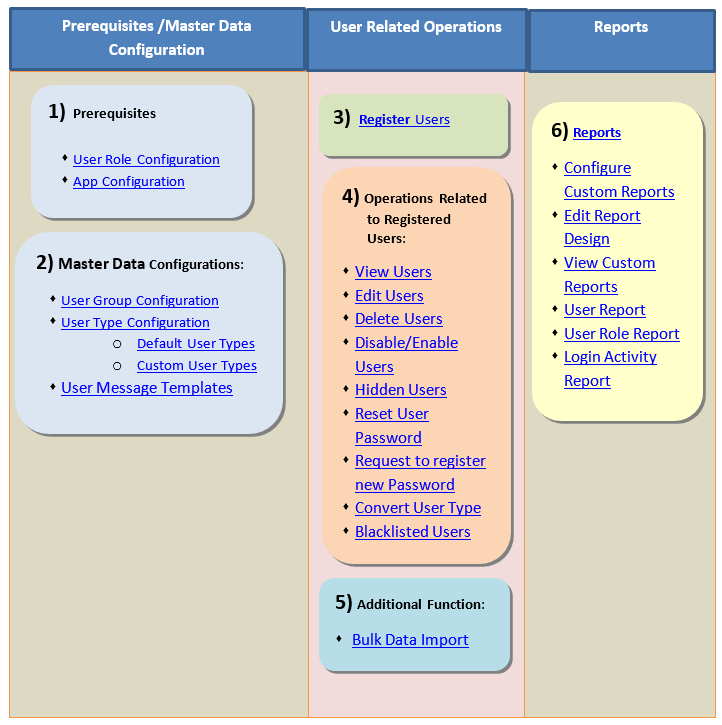 Prerequisites /Master Data
Configuration
1) Prerequisites
User Role Configuration
App Configuration
2) Master Data Configurations:
User Group Configuration
User Type Configuration
Default User Types
Custom User Types
User Message Templates
User Related Operations
3) Register Users
4) Operations Related
to Registered
Users:
View Users
Edit Users
Delete Users
Disable/Enable
Users
Hidden Users
Reset User
Password
Request to register
new Password
Convert User Type
Blacklisted Users
5) Additional Function:
Bulk Data Import
Reports
6) Reports
Configure
Custom Reports
Edit Report
Design
View Custom
Reports
User Report
User Role Report
Login Activity
Report